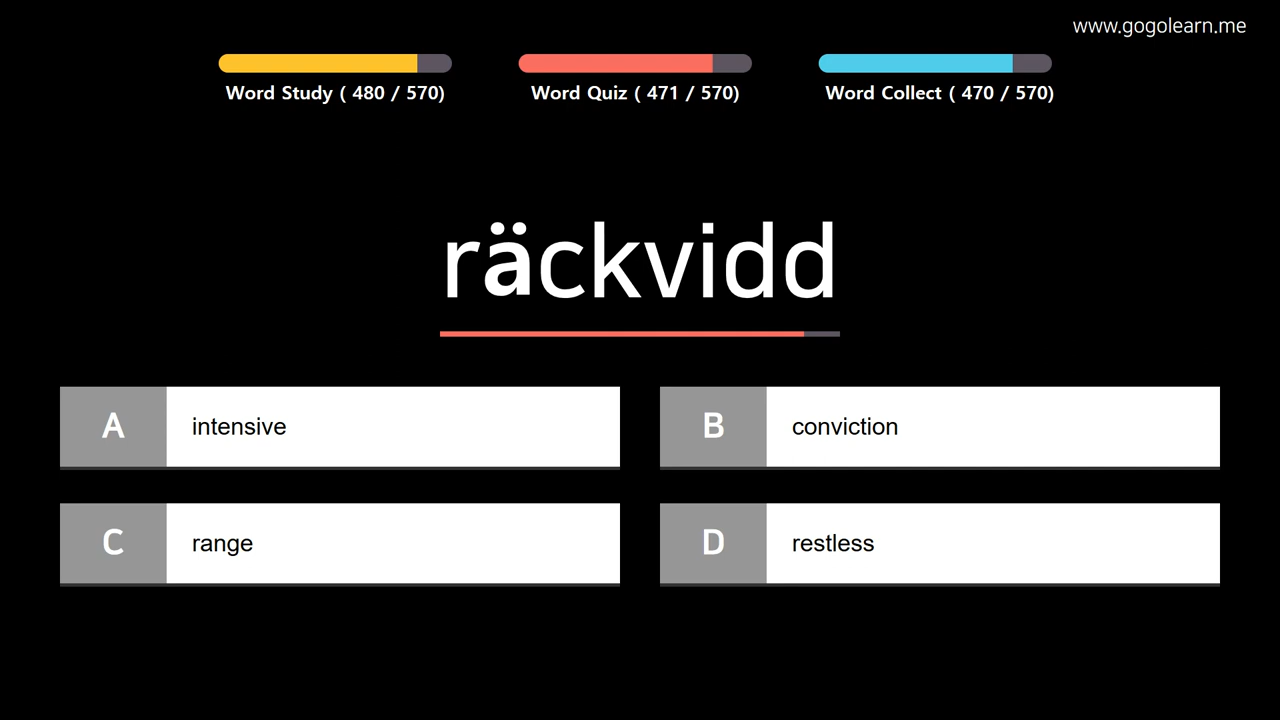 www.gogolearn.me
Word Study ( 480 / 570)
Word Quiz ( 471 / 570)
Word Collect ( 470 / 570)
räckvidd
A intensive
B conviction
C range
D restless